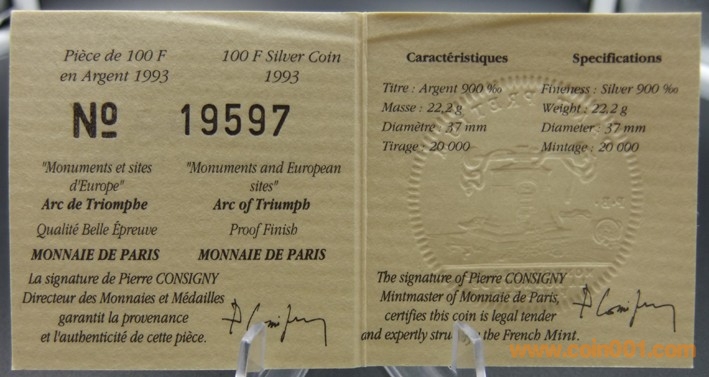 Pièce de 100 F
en Argent 1993
100 F Silver Coin
1993
Nº 19597
"Monuments et sites
d'Europe"
Arc de Triomphe
Qualité Belle Épreuve
MONNAIE DE PARIS
"Monuments and European
sites"
Arc of Triumph
Proof Finish
MONNAIE DE PARIS
La signature de Pierre CONSIGNY
Directeur des Monnaies et Médailles
garantit la provenance
et l'authenticité de cette pièce.
Caractéristiques
Titre : Argent 900 ‰
Masse : 22,2 g
Diamètre : 37 mm
Tirage : 20 000
Specifications
Fineness : Silver 900 ‰
Weight : 22,2 g
Diameter : 37 mm
Mintage : 20 000
The signature of Pierre CONSIGNY
Mintmaster of Monnaie de Paris,
certifies this coin is legal tender
and expertly by the French Mint.